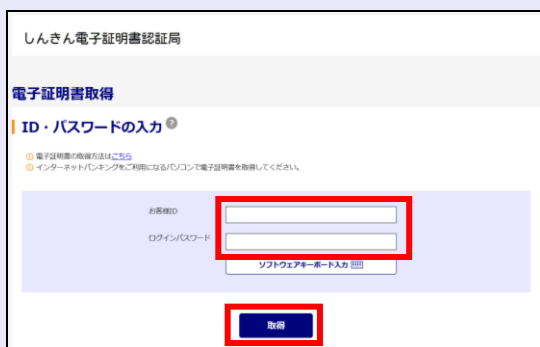 しんきん電子証明書認証局
電子証明書取得
ID・パスワードの入力
電子証明書の取得方法はこちら
インターネットバンキングをご利用になるパソコンで電子証明書を取得してください。
お客様ID
ログインパスワード
ソフトウェアキーボード入力
取得